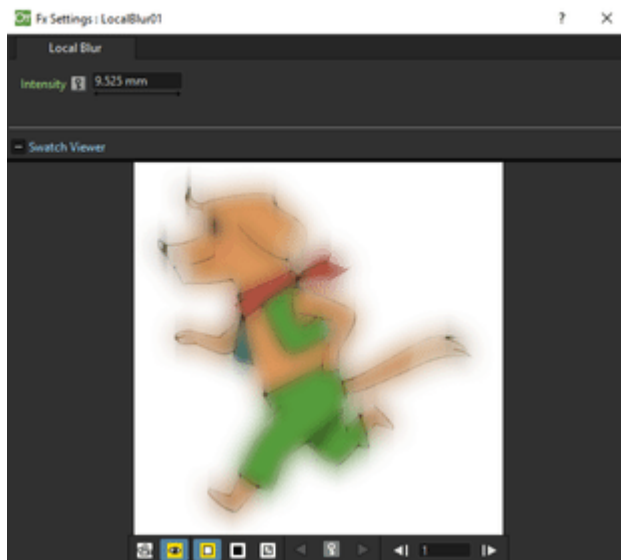 Fx Settings : LocalBlur01
Local Blur
Intensity 9.525 mm
Swatch Viewer
1